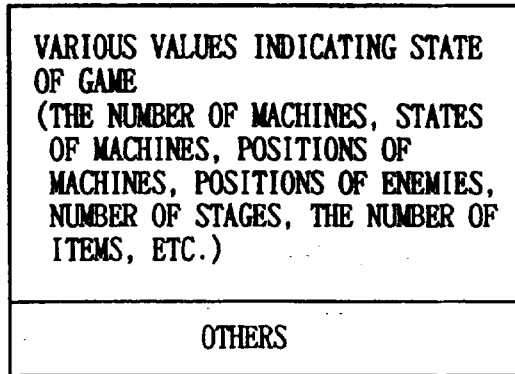 VARIOUS VALUES INDICATING STATE
OF GAME
(THE NUMBER OF MACHINES, STATES
OF MACHINES, POSITIONS OF
MACHINES, POSITIONS OF ENEMIES,
NUMBER OF STAGES, THE NUMBER OF
ITEMS, ETC.)
OTHERS